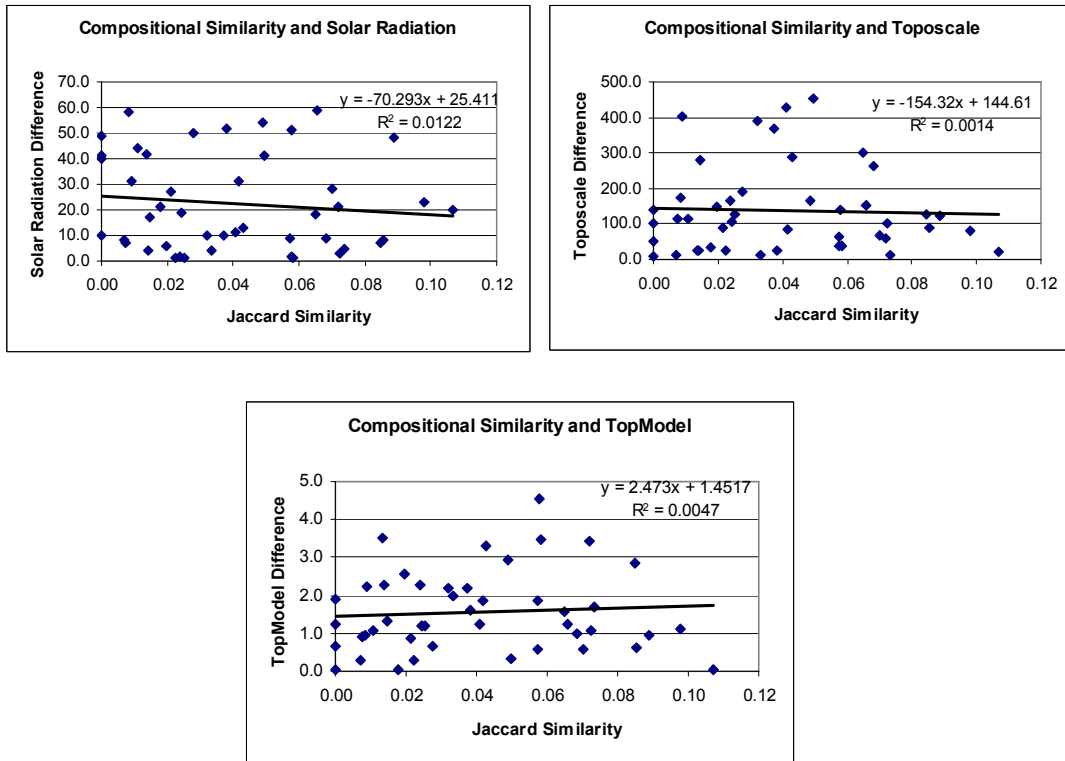 Compositional Similarity and Solar Radiation
70.0
60.0
50.0
40.0
30.0
20.0
10.0
0.0
y = -70.293x + 25.411
R² = 0.0122
Solar Radiation Difference
0.00 0.02 0.04 0.06 0.08 0.10 0.12
Jaccard Similarity
Compositional Similarity and Toposcale
500.0
400.0
300.0
200.0
100.0
0.0
y = -154.32x + 144.61
R² = 0.0014
Toposcale Difference
0.00 0.02 0.04 0.06 0.08 0.10 0.12
Jaccard Similarity
Compositional Similarity and TopModel
5.0
4.0
3.0
2.0
1.0
0.0
y = 2.473x + 1.4517
R² = 0.0047
TopModel Difference
0.00 0.02 0.04 0.06 0.08 0.10 0.12
Jaccard Similarity